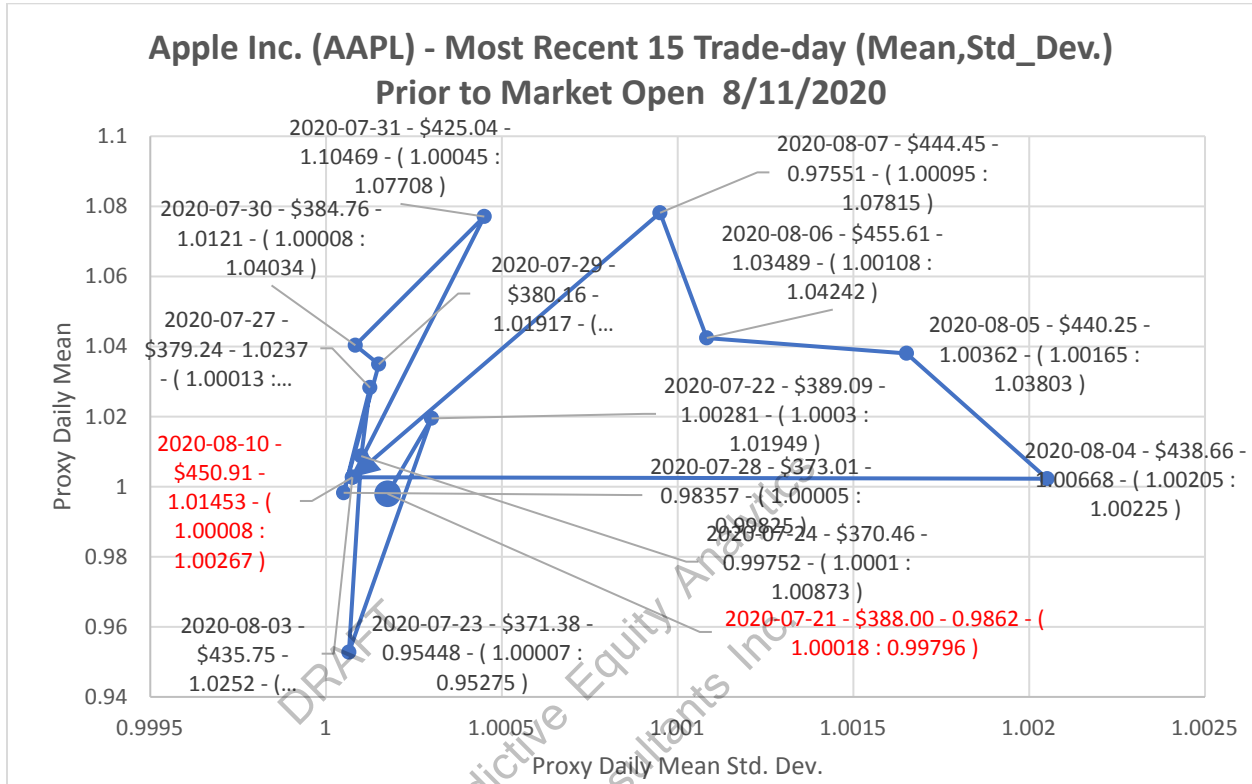 Apple Inc. (AAPL) - Most Recent 15 Trade-day (Mean,Std_Dev.)
Prior to Market Open 8/11/2020
2020-07-31 - $425.04 -
1.10469 - ( 1.00045 :
1.07708 )
2020-08-07 - $444.45 -
0.97551 - ( 1.00095 :
1.07815 )
2020-07-30 - $384.76 -
1.0121 - ( 1.00008 :
1.04034 )
2020-08-06 - $455.61 -
1.03489 - ( 1.00108 :
1.04242 )
2020-07-29 -
$380.16 -
1.01917 - (...
2020-07-27 -
$379.24 - 1.0237
- ( 1.00013 :...
2020-08-05 - $440.25 -
1.00362 - ( 1.00165 :
1.03803 )
2020-07-22 - $389.09 -
1.00281 - ( 1.0003 :
1.01949 )
2020-08-10 -
$450.91 -
1.01453 - (
1.00008 :
1.00267 )
2020-08-04 - $438.66 -
1.00668 - ( 1.00205 :
1.00225 )
2020-07-28 - $373.01 -
0.98357 - ( 1.00005 :
0.99825 )
2020-07-24 - $370.46 -
0.99752 - ( 1.0001 :
1.00873 )
2020-07-21 - $388.00 - 0.9862 - (
1.00018 : 0.99796 )
2020-08-03 -
$435.75 -
1.0252 - (...
2020-07-23 - $371.38 -
0.95448 - ( 1.00007 :
0.95275 )
1.1
1.08
1.06
1.04
1.02
1
0.98
0.96
0.94
Proxy Daily Mean
0.9995 1 1.0005 1.001 1.0015 1.002 1.0025
Proxy Daily Mean Std. Dev.
DRAFT
Equity Analytics
Inc.